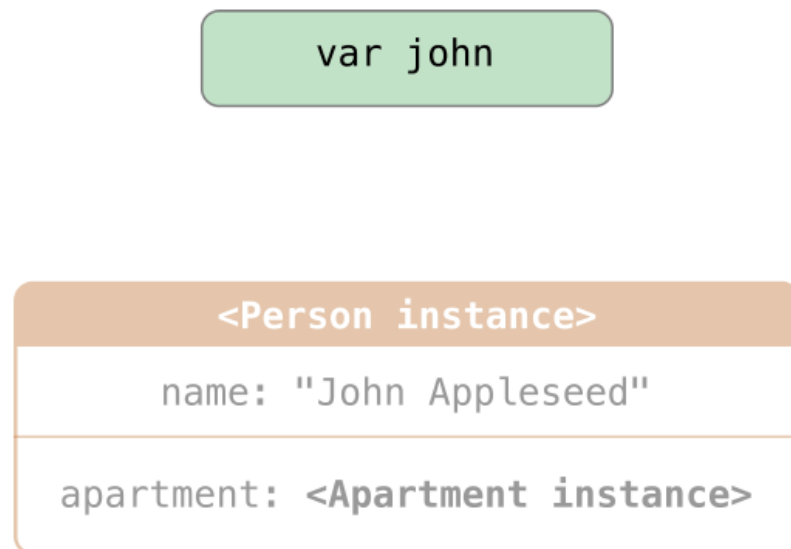 var john
<Person instance>
name: "John Appleseed"
apartment: <Apartment instance>